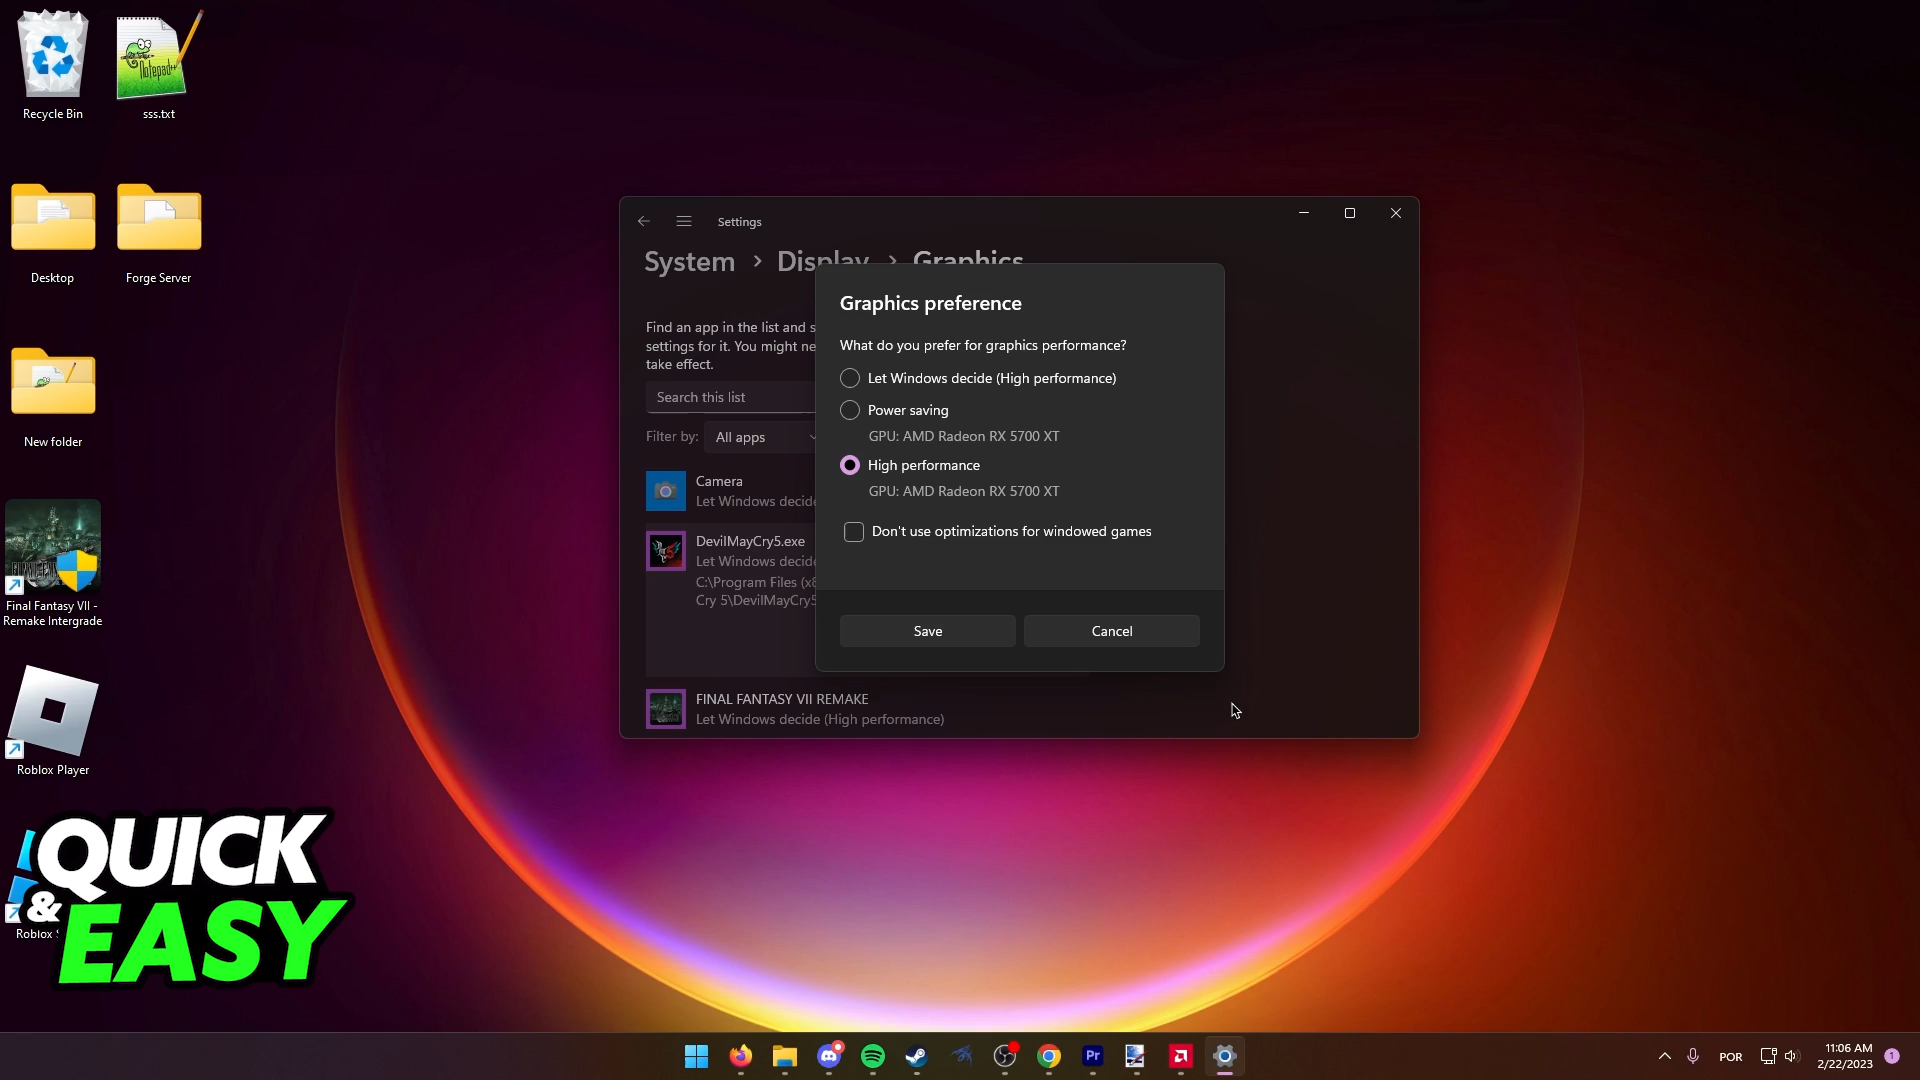 Recycle Bin
sss.txt
Notepad++
Desktop
Forge Server
New folder
Final Fantasy VII -
Remake Intergrade
Roblox Player
Roblox S
QUICK
& EASY
Settings
System > Display > Graphics
Find an app in the list and s
settings for it. You might ne
take effect.
Search this list
Filter by: All apps
Camera
Let Windows decide
DevilMayCry5.exe
Let Windows decide
C:\Program Files (x8
Cry 5\DevilMayCry5
FINAL FANTASY VII REMAKE
Let Windows decide (High performance)
Graphics preference
What do you prefer for graphics performance?
Let Windows decide (High performance)
Power saving
GPU: AMD Radeon RX 5700 XT
High performance
GPU: AMD Radeon RX 5700 XT
Don't use optimizations for windowed games
Save
Cancel
Pr
POR
11:06 AM
2/22/2023
1